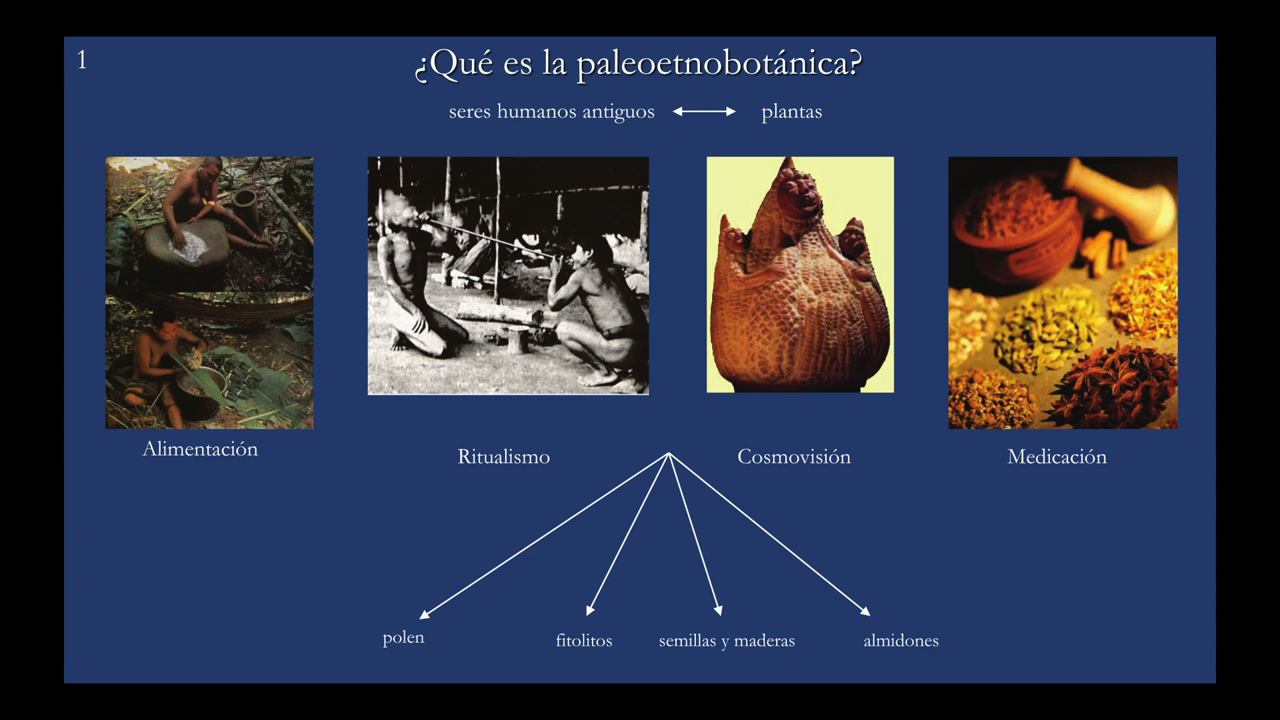 1
¿Qué es la paleoetnobotánica?
seres humanos antiguos
plantas
Alimentación
Ritualismo
Cosmovisión
Medicación
polen
fitolitos
semillas y maderas
almidones